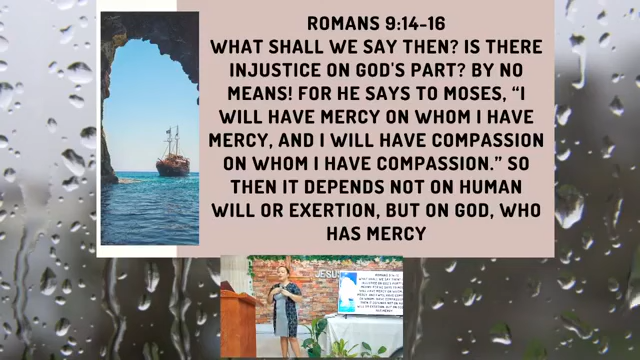 ROMANS 9:14-16
WHAT SHALL WE SAY THEN? IS THERE
INJUSTICE ON GOD'S PART? BY NO
MEANS! FOR HE SAYS TO MOSES, “I
WILL HAVE MERCY ON WHOM I HAVE
MERCY, AND I WILL HAVE COMPASSION
ON WHOM I HAVE COMPASSION.” SO
THEN IT DEPENDS NOT ON HUMAN
WILL OR EXERTION, BUT ON GOD, WHO
HAS MERCY
JESUS